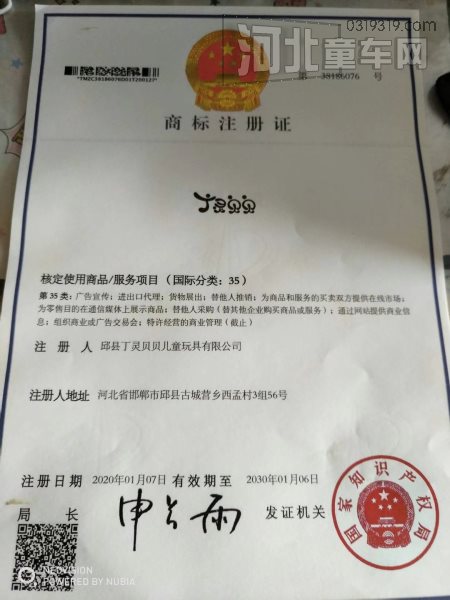 0319319.com
河北童车网
*TM2C38186076D01T200127*
第 38186076 号
商标注册证
核定使用商品/服务项目（国际分类：35）
第35类：广告宣传；进出口代理；货物展出；替他人推销；为商品和服务的买卖双方提供在线市场；
为零售目的在通信媒体上展示商品；替他人采购（替其他企业购买商品或服务）；通过网站提供商业信
息；组织商业或广告交易会；特许经营的商业管理（截止）
注 册 人 邱县丁灵贝贝儿童玩具有限公司
注册人地址 河北省邯郸市邱县古城营乡西孟村3组56号
注册日期 2020年01月07日 有效期至 2030年01月06日
局 长 申长雨 发证机关
国家知识产权局
NEOVISION
POWERED BY NUBIA